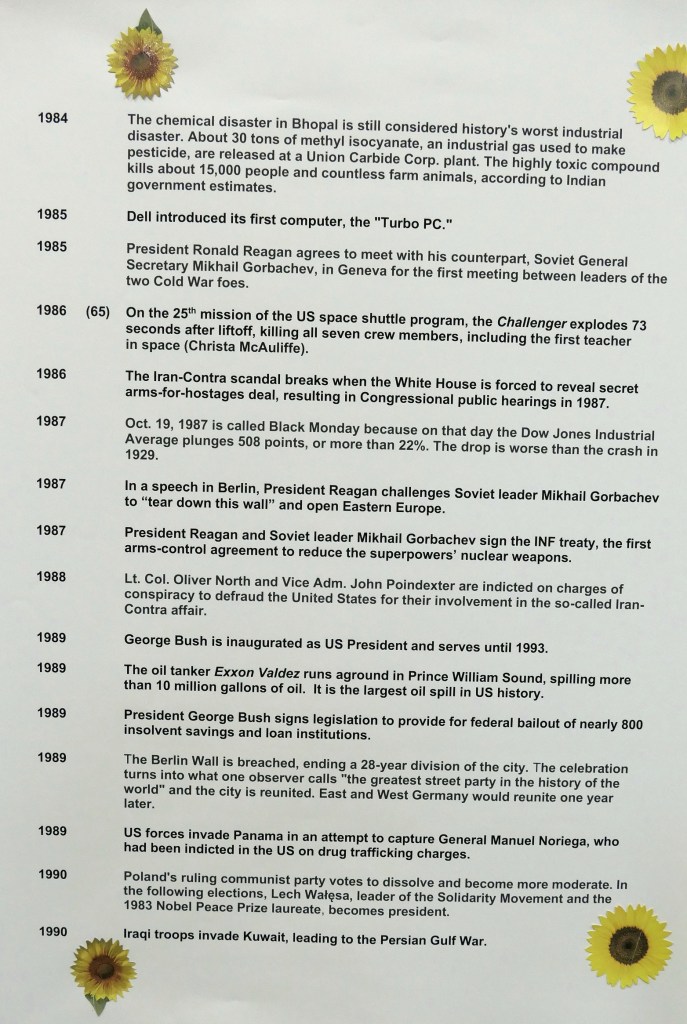 1984 The chemical disaster in Bhopal is still considered history's worst industrial
disaster. About 30 tons of methyl isocyanate, an industrial gas used to make
pesticide, are released at a Union Carbide Corp. plant. The highly toxic compound
kills about 15,000 people and countless farm animals, according to Indian
government estimates.
1985 Dell introduced its first computer, the "Turbo PC."
1985 President Ronald Reagan agrees to meet with his counterpart, Soviet General
Secretary Mikhail Gorbachev, in Geneva for the first meeting between leaders of the
two Cold War foes.
1986 (65) On the 25th mission of the US space shuttle program, the Challenger explodes 73
seconds after liftoff, killing all seven crew members, including the first teacher
in space (Christa McAuliffe).
1986 The Iran-Contra scandal breaks when the White House is forced to reveal secret
arms-for-hostages deal, resulting in Congressional public hearings in 1987.
1987 Oct. 19, 1987 is called Black Monday because on that day the Dow Jones Industrial
Average plunges 508 points, or more than 22%. The drop is worse than the crash in
1929.
1987 In a speech in Berlin, President Reagan challenges Soviet leader Mikhail Gorbachev
to “tear down this wall” and open Eastern Europe.
1987 President Reagan and Soviet leader Mikhail Gorbachev sign the INF treaty, the first
arms-control agreement to reduce the superpowers’ nuclear weapons.
1988 Lt. Col. Oliver North and Vice Adm. John Poindexter are indicted on charges of
conspiracy to defraud the United States for their involvement in the so-called Iran-
Contra affair.
1989 George Bush is inaugurated as US President and serves until 1993.
1989 The oil tanker Exxon Valdez runs aground in Prince William Sound, spilling more
than 10 million gallons of oil. It is the largest oil spill in US history.
1989 President George Bush signs legislation to provide for federal bailout of nearly 800
insolvent savings and loan institutions.
1989 The Berlin Wall is breached, ending a 28-year division of the city. The celebration
turns into what one observer calls "the greatest street party in the history of the
world" and the city is reunited. East and West Germany would reunite one year
later.
1989 US forces invade Panama in an attempt to capture General Manuel Noriega, who
had been indicted in the US on drug trafficking charges.
1990 Poland's ruling communist party votes to dissolve and become more moderate. In
the following elections, Lech Wałęsa, leader of the Solidarity Movement and the
1983 Nobel Peace Prize laureate, becomes president.
1990 Iraqi troops invade Kuwait, leading to the Persian Gulf War.